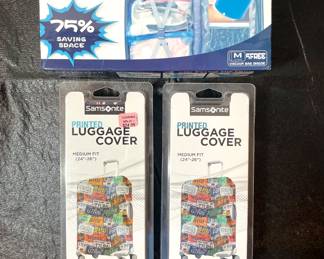 75%
SAVING
SPACE
M
Samsonite
PRINTED
LUGGAGE
COVER
MEDIUM FIT
(24"-26")
Samsonite
PRINTED
LUGGAGE
COVER
MEDIUM FIT
(24"-26")